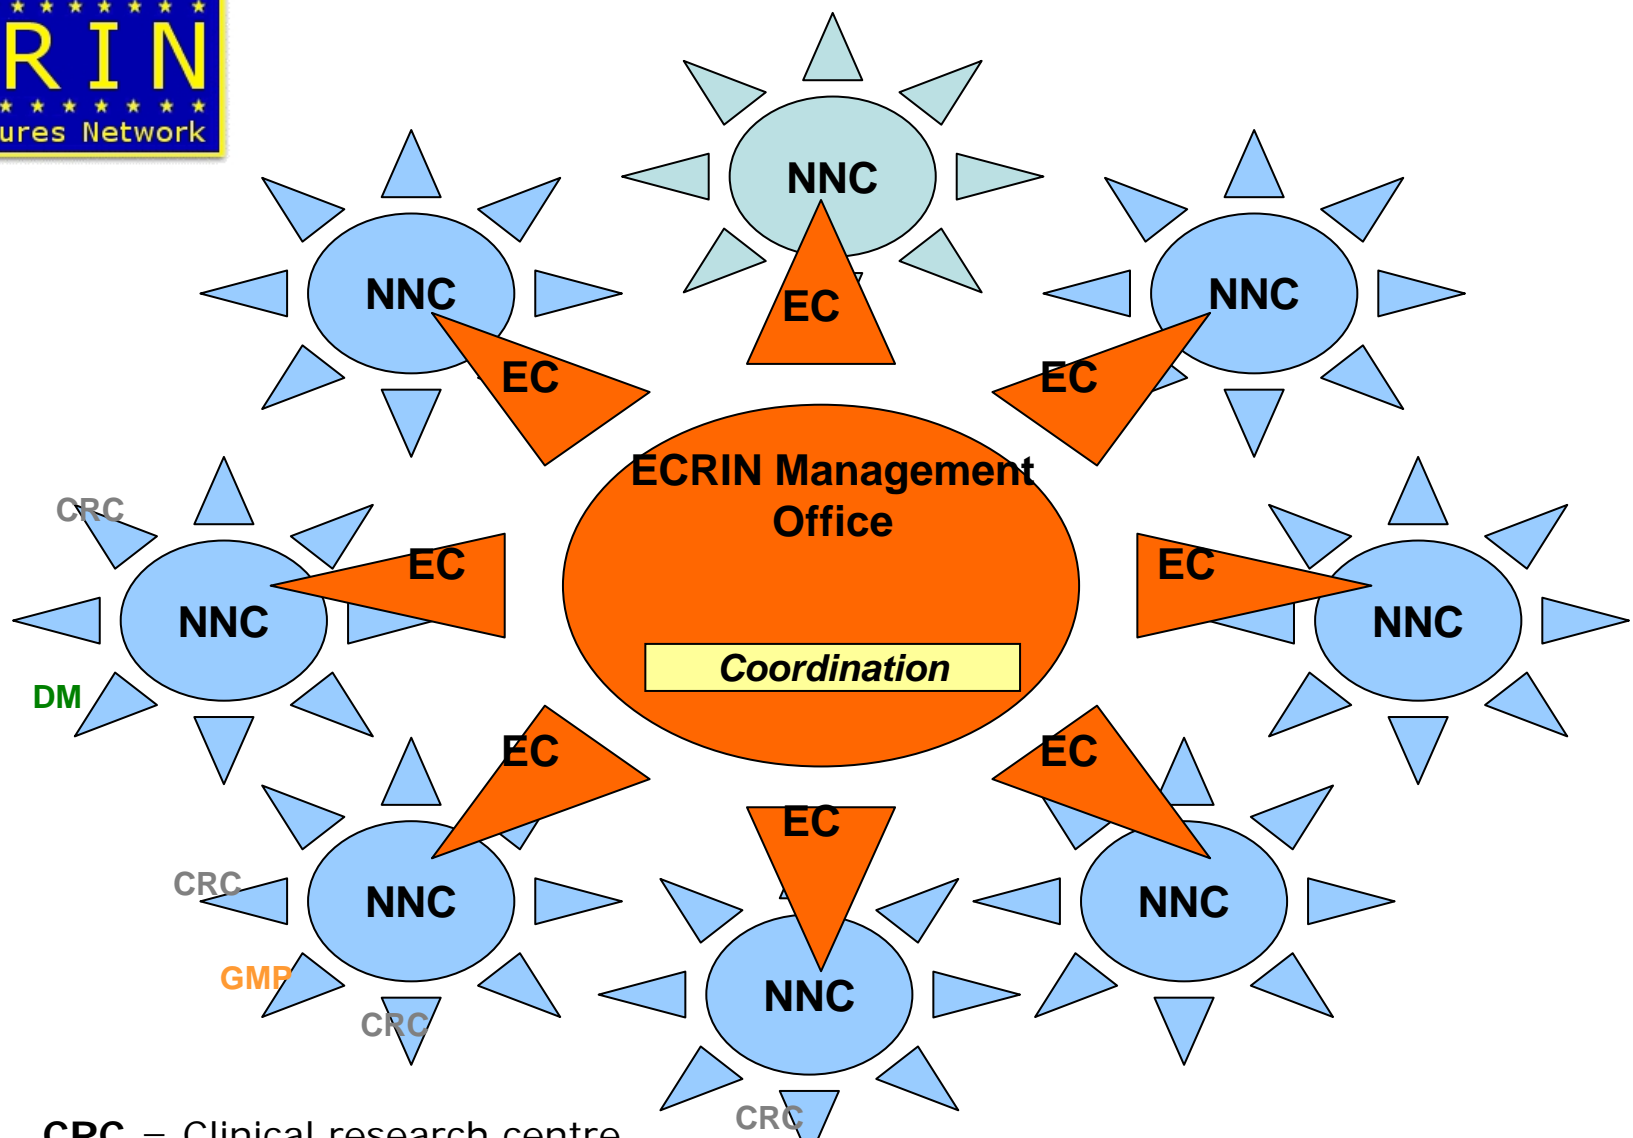 RIN
ures Network
NNC
NNC
NNC
EC
EC
EC
ECRIN Management
Office
CRC
EC
EC
NNC
NNC
Coordination
DM
EC
EC
EC
CRC
NNC
NNC
GMP
NNC
CRC
CRC
CRC – Clinical research centre